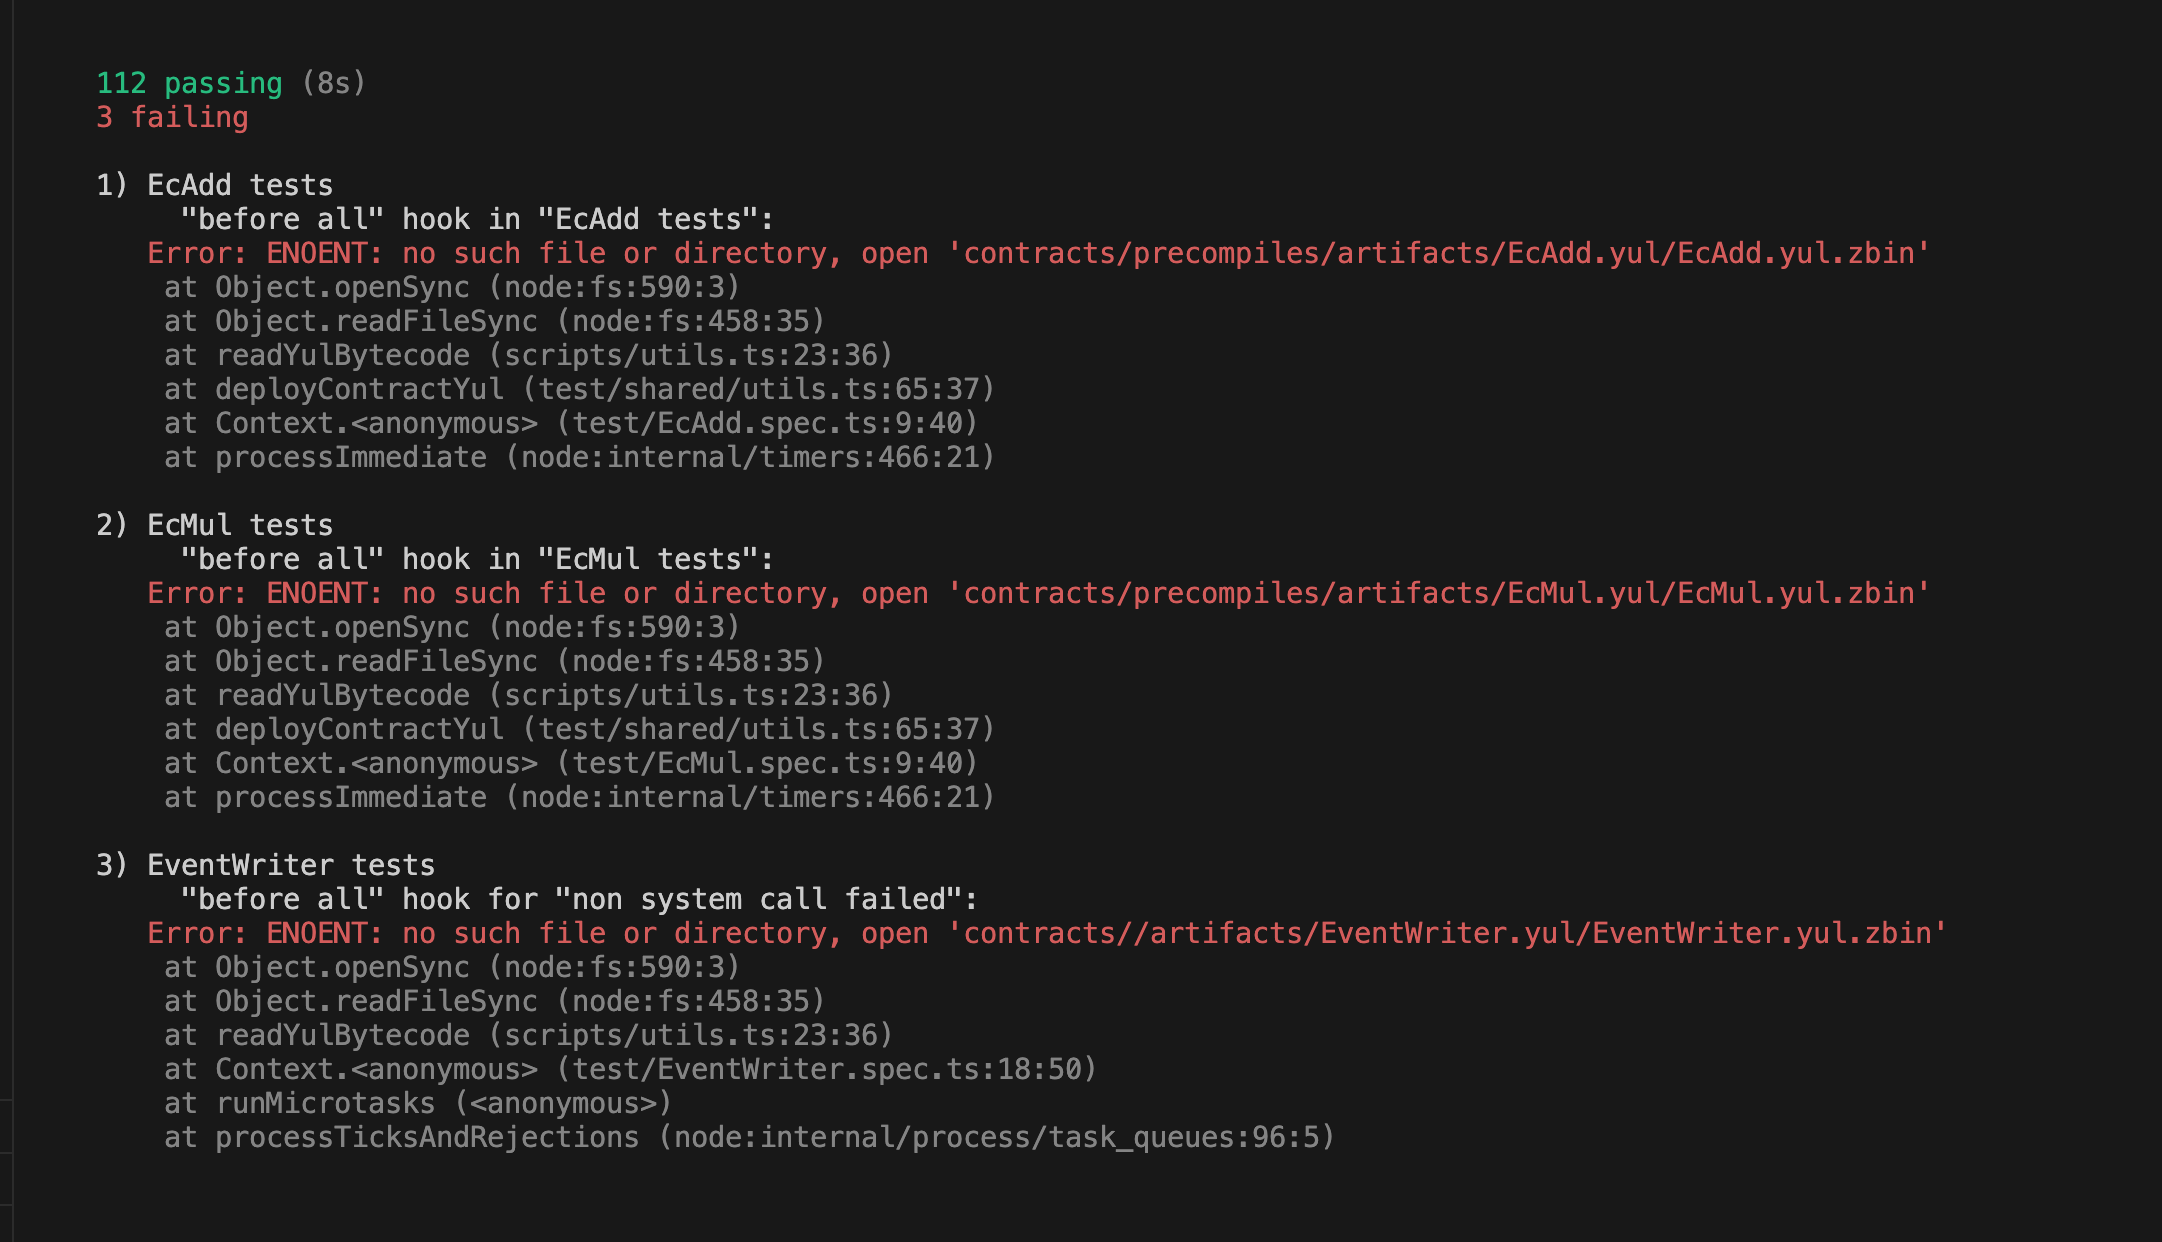 112 passing (8s)
3 failing
1) EcAdd tests
"before all" hook in "EcAdd tests":
Error: ENOENT: no such file or directory, open 'contracts/precompiles/artifacts/EcAdd.yul/EcAdd.yul.zbin'
at Object.openSync (node:fs:590:3)
at Object.readFileSync (node:fs:458:35)
at readYulBytecode (scripts/utils.ts:23:36)
at deployContractYul (test/shared/utils.ts:65:37)
at Context.<anonymous> (test/EcAdd.spec.ts:9:40)
at processImmediate (node:internal/timers:466:21)
2) EcMul tests
"before all" hook in "EcMul tests":
Error: ENOENT: no such file or directory, open 'contracts/precompiles/artifacts/EcMul.yul/EcMul.yul.zbin'
at Object.openSync (node:fs:590:3)
at Object.readFileSync (node:fs:458:35)
at readYulBytecode (scripts/utils.ts:23:36)
at deployContractYul (test/shared/utils.ts:65:37)
at Context.<anonymous> (test/EcMul.spec.ts:9:40)
at processImmediate (node:internal/timers:466:21)
3) EventWriter tests
"before all" hook for "non system call failed":
Error: ENOENT: no such file or directory, open 'contracts//artifacts/EventWriter.yul/EventWriter.yul.zbin'
at Object.openSync (node:fs:590:3)
at Object.readFileSync (node:fs:458:35)
at readYulBytecode (scripts/utils.ts:23:36)
at Context.<anonymous> (test/EventWriter.spec.ts:18:50)
at runMicrotasks (<anonymous>)
at processTicksAndRejections (node:internal/process/task_queues:96:5)